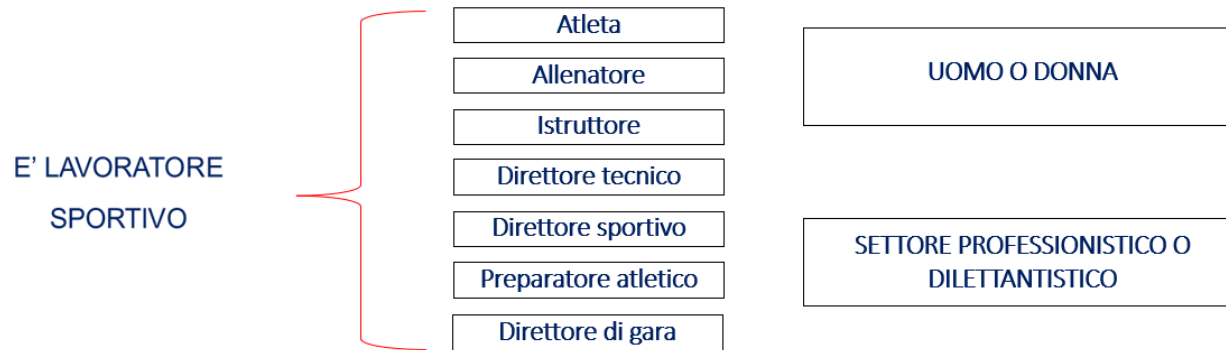 E' LAVORATORE
SPORTIVO
Atleta
Allenatore
Istruttore
Direttore tecnico
Direttore sportivo
Preparatore atletico
Direttore di gara
UOMO O DONNA
SETTORE PROFESSIONISTICO O
DILETTANTISTICO